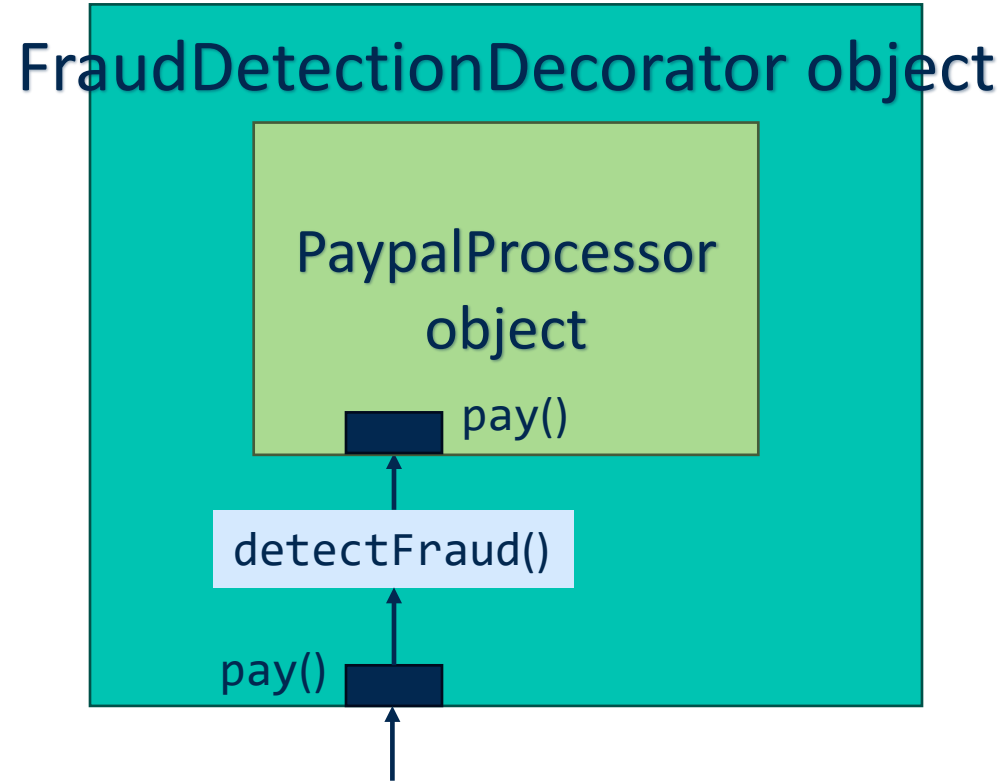 FraudDetectionDecorator object
PaypalProcessor
object
pay()
detectFraud()
pay()